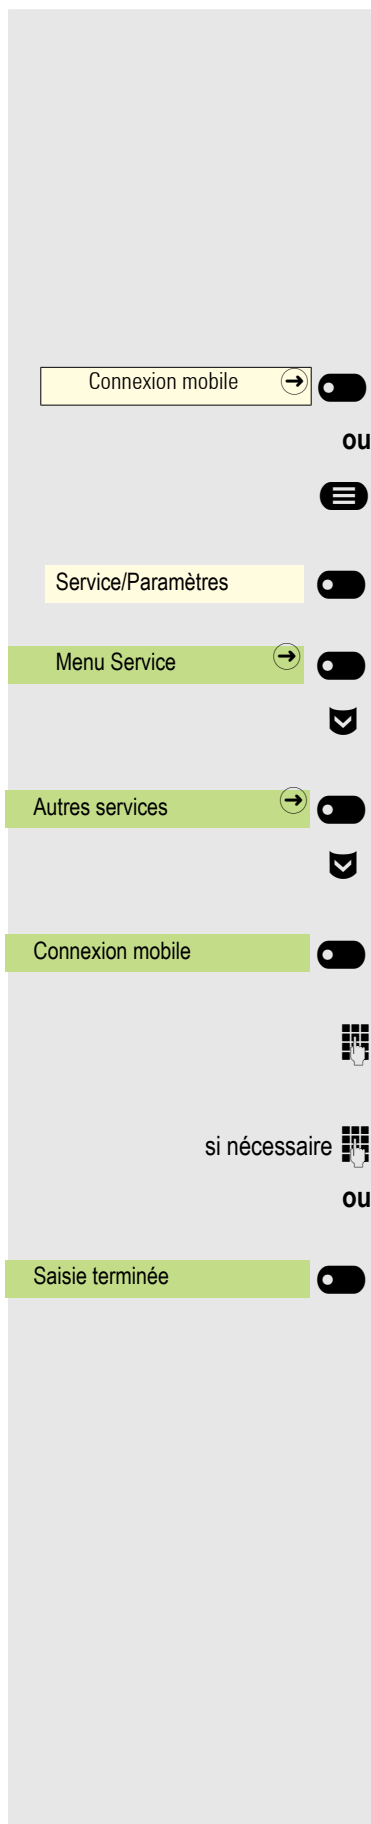 Connexion mobile
ou
Service/Paramètres
Menu Service
Autres services
Connexion mobile
si nécessaire
ou
Saisie terminée